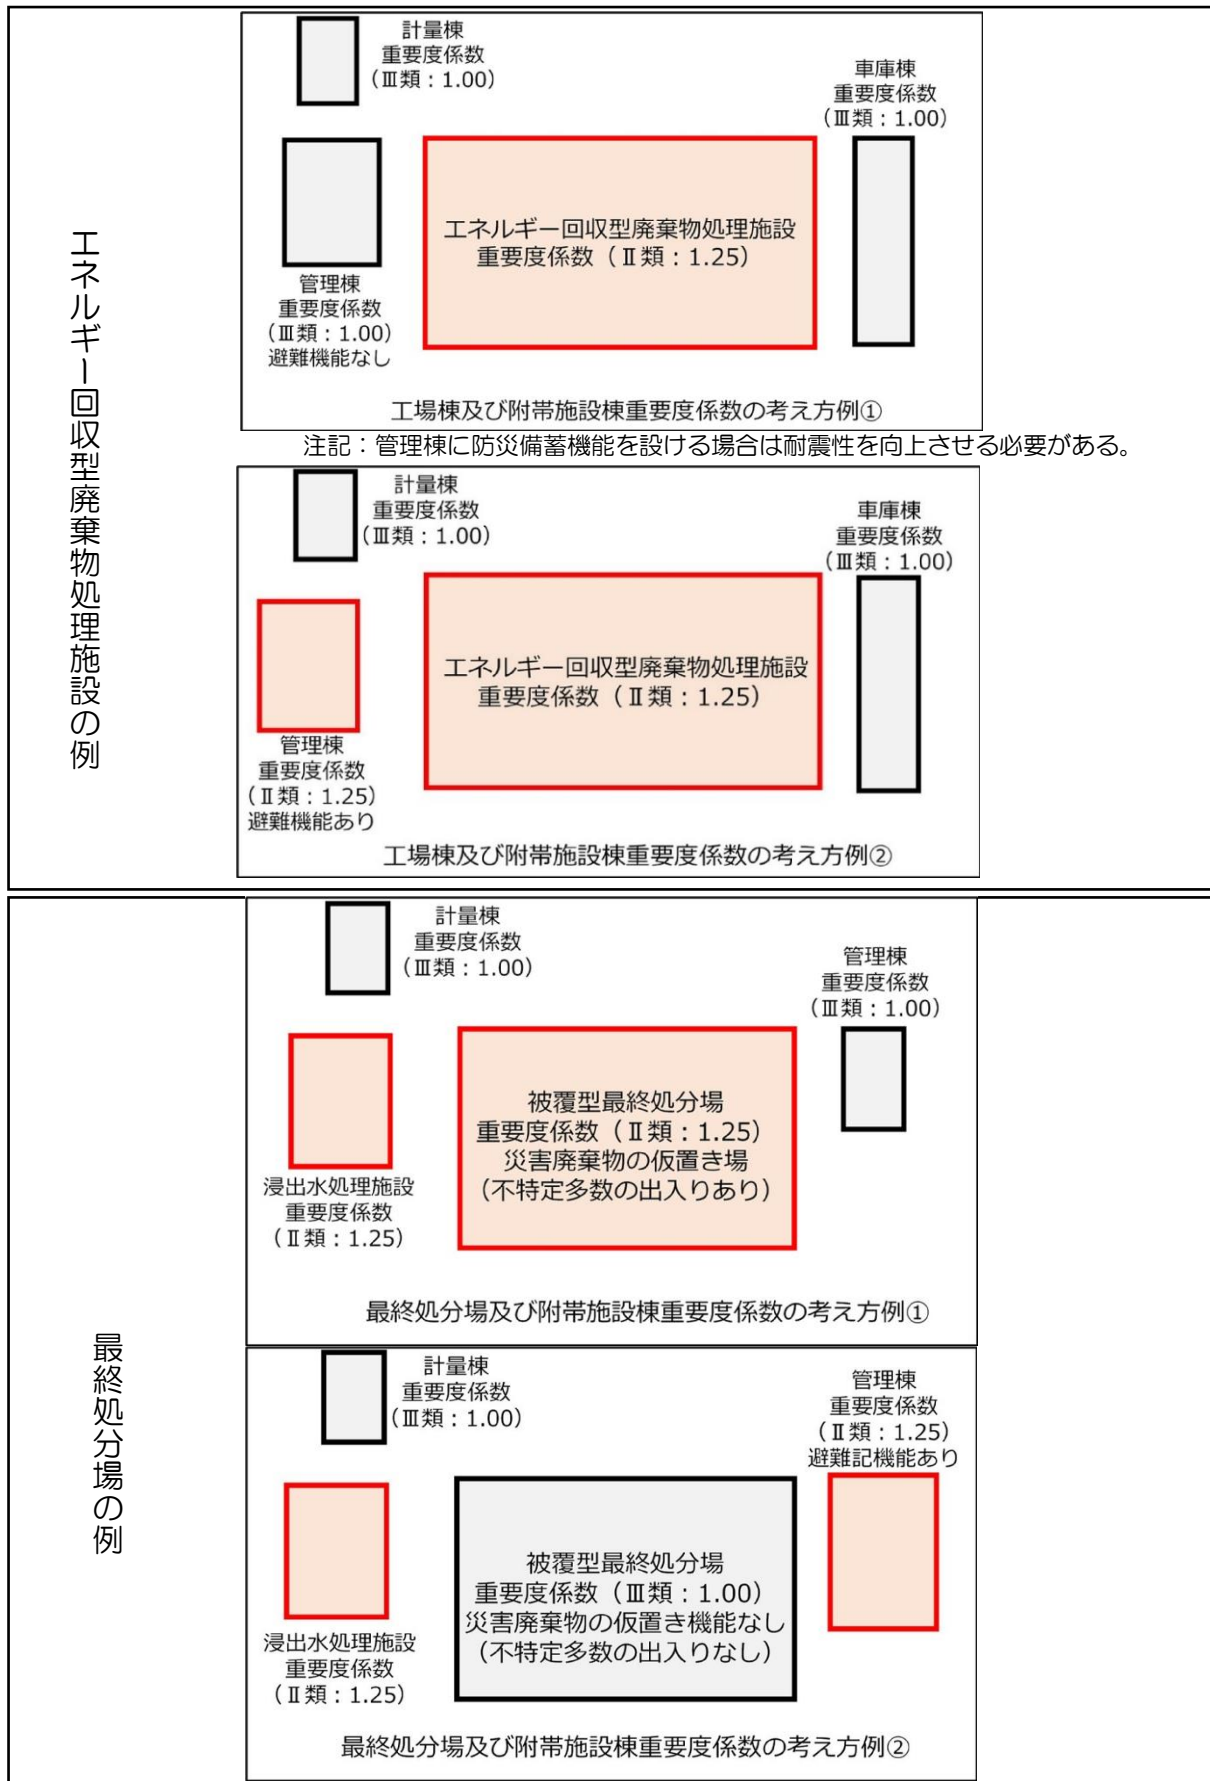 エネルギー回収型廃棄物処理施設の例
計量棟
重要度係数
（Ⅲ類：1.00）
車庫棟
重要度係数
（Ⅲ類：1.00）
エネルギー回収型廃棄物処理施設
重要度係数（Ⅱ類：1.25）
管理棟
重要度係数
（Ⅲ類：1.00）
避難機能なし
工場棟及び附帯施設棟重要度係数の考え方例①
注記：管理棟に防災備蓄機能を設ける場合は耐震性を向上させる必要がある。
計量棟
重要度係数
（Ⅲ類：1.00）
車庫棟
重要度係数
（Ⅲ類：1.00）
エネルギー回収型廃棄物処理施設
重要度係数（Ⅱ類：1.25）
管理棟
重要度係数
（Ⅱ類：1.25）
避難機能あり
工場棟及び附帯施設棟重要度係数の考え方例②
最終処分場の例
計量棟
重要度係数
（Ⅲ類：1.00）
管理棟
重要度係数
（Ⅲ類：1.00）
被覆型最終処分場
重要度係数（Ⅱ類：1.25）
災害廃棄物の仮置き場
（不特定多数の出入りあり）
浸出水処理施設
重要度係数
（Ⅱ類：1.25）
最終処分場及び附帯施設棟重要度係数の考え方例①
計量棟
重要度係数
（Ⅲ類：1.00）
管理棟
重要度係数
（Ⅱ類：1.25）
避難記機能あり
被覆型最終処分場
重要度係数（Ⅲ類：1.00）
災害廃棄物の仮置き機能なし
（不特定多数の出入りなし）
浸出水処理施設
重要度係数
（Ⅱ類：1.25）
最終処分場及び附帯施設棟重要度係数の考え方例②